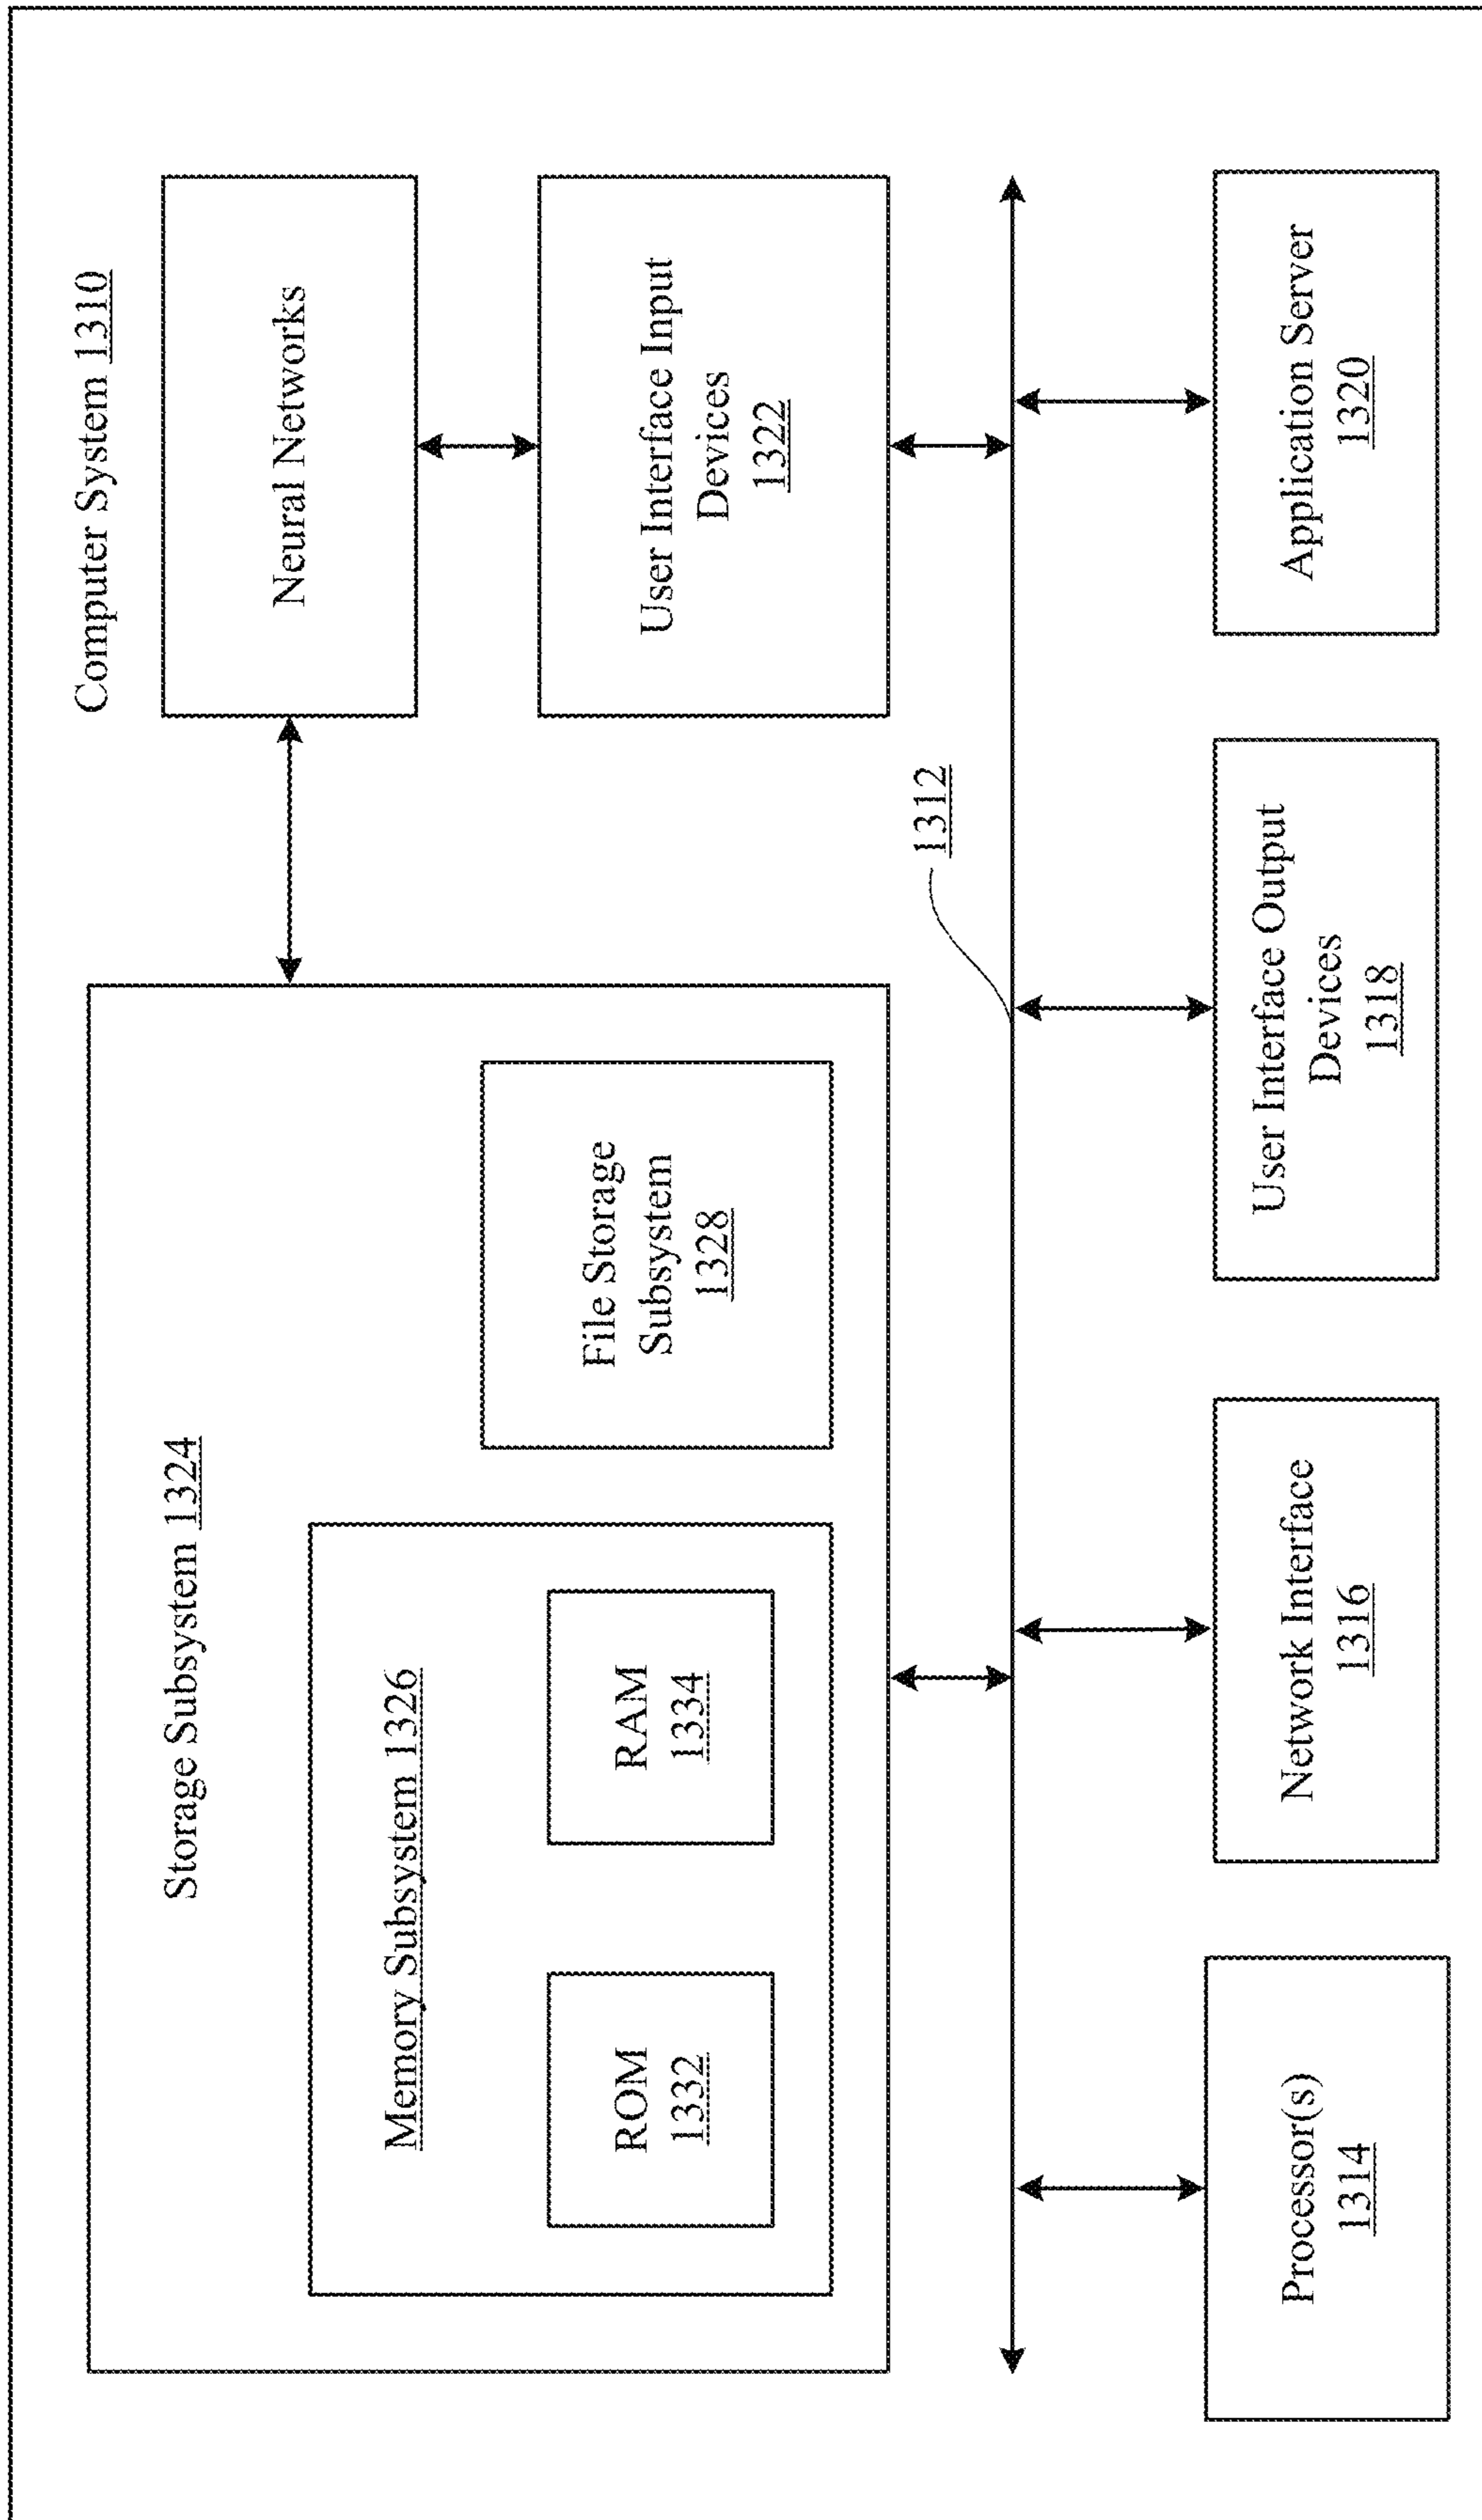 Computer System 1310
Storage Subsystem 1324
Memory Subsystem 1326
ROM
1332
RAM
1334
File Storage
Subsystem
1328
Neural Networks
User Interface Input
Devices
1322
1312
Processor(s)
1314
Network Interface
1316
User Interface Output
Devices
1318
Application Server
1320